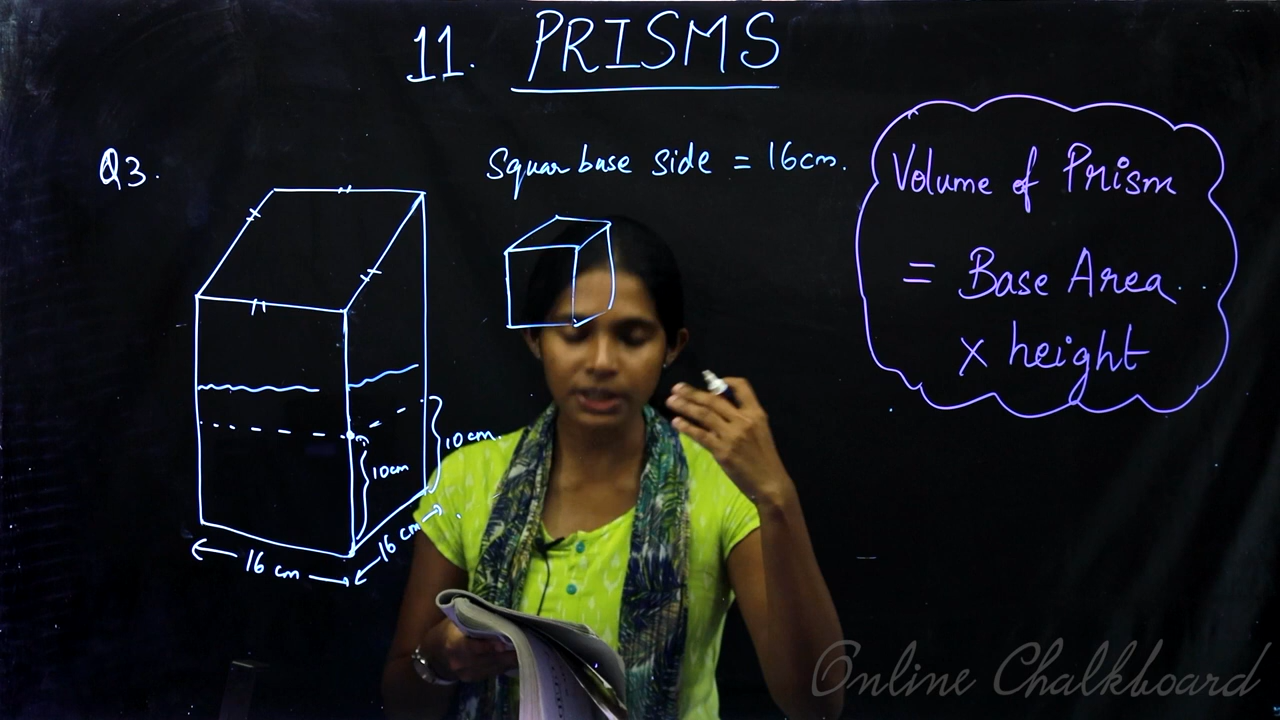 11. PRISMS
Q3.
Squar base side = 16cm.
Volume of Prism
= Base Area
x height
10cm
10cm
16 cm
16 cm
Online Chalkboard